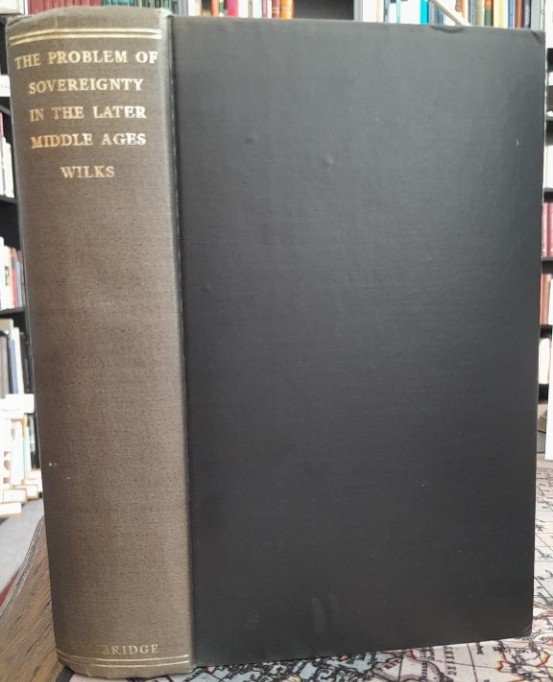 THE PROBLEM OF
SOVEREIGNTY
IN THE LATER
MIDDLE AGES
WILKS
BRIDGE